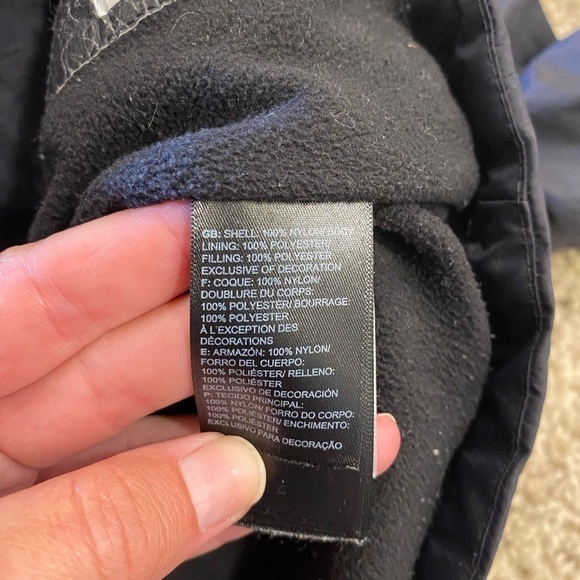 GB: SHELL: 100% NYLON/ BODY
LINING: 100% POLYESTER/
FILLING: 100% POLYESTER
EXCLUSIVE OF DECORATION
F: COQUE: 100% NYLON/
DOUBLURE DU CORPS:
100% POLYESTER/ BOURRAGE:
100% POLYESTER
À L'EXCEPTION DES
DÉCORATIONS
E: ARMAZÓN: 100% NYLON/
FORRO DEL CUERPO:
100% POLIÉSTER/ RELLENO:
100% POLIÉSTER
EXCLUSIVO DE DECORACIÓN
P: TECIDO PRINCIPAL:
100% NYLON/ FORRO DO CORPO:
100% POLIÉSTER/ ENCHIMENTO:
100% POLIÉSTER
EXCLUSIVO PARA DECORAÇÃO